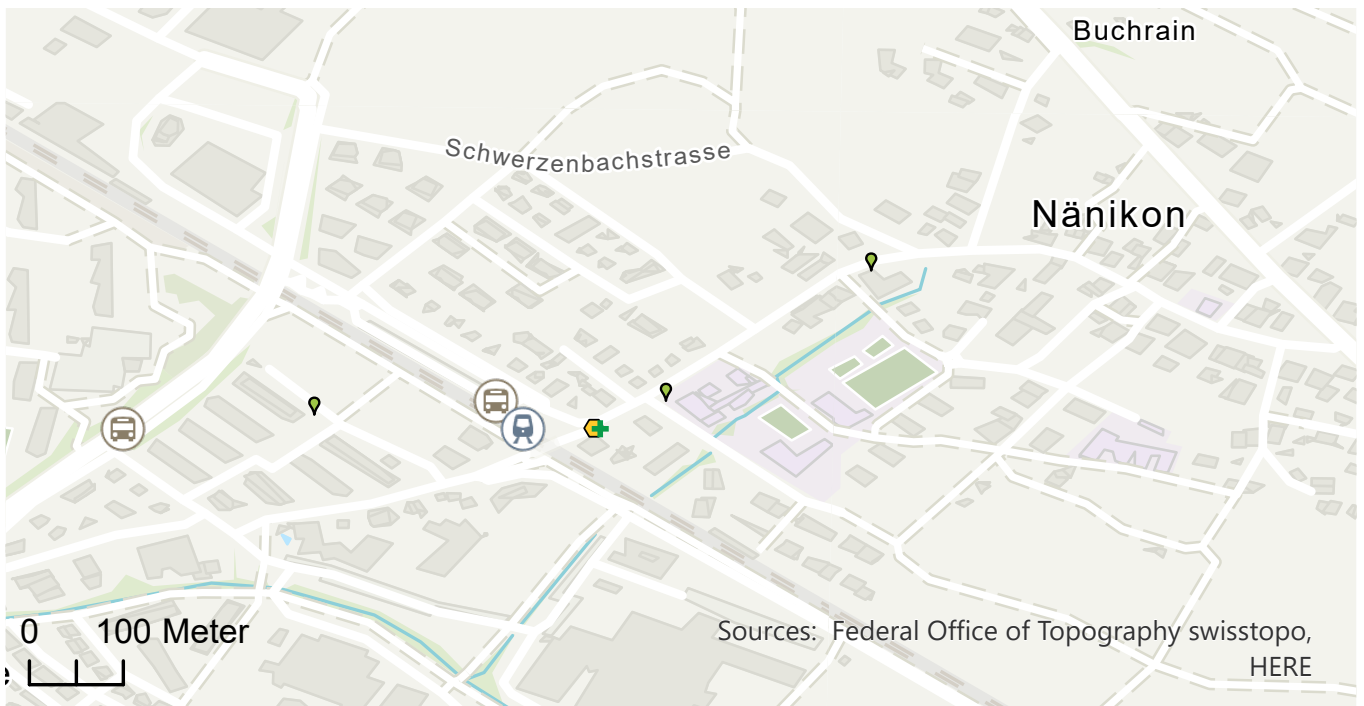 Buchrain
Schwerzenbachstrasse
Nänikon
0 100 Meter
Sources: Federal Office of Topography swisstopo,
HERE